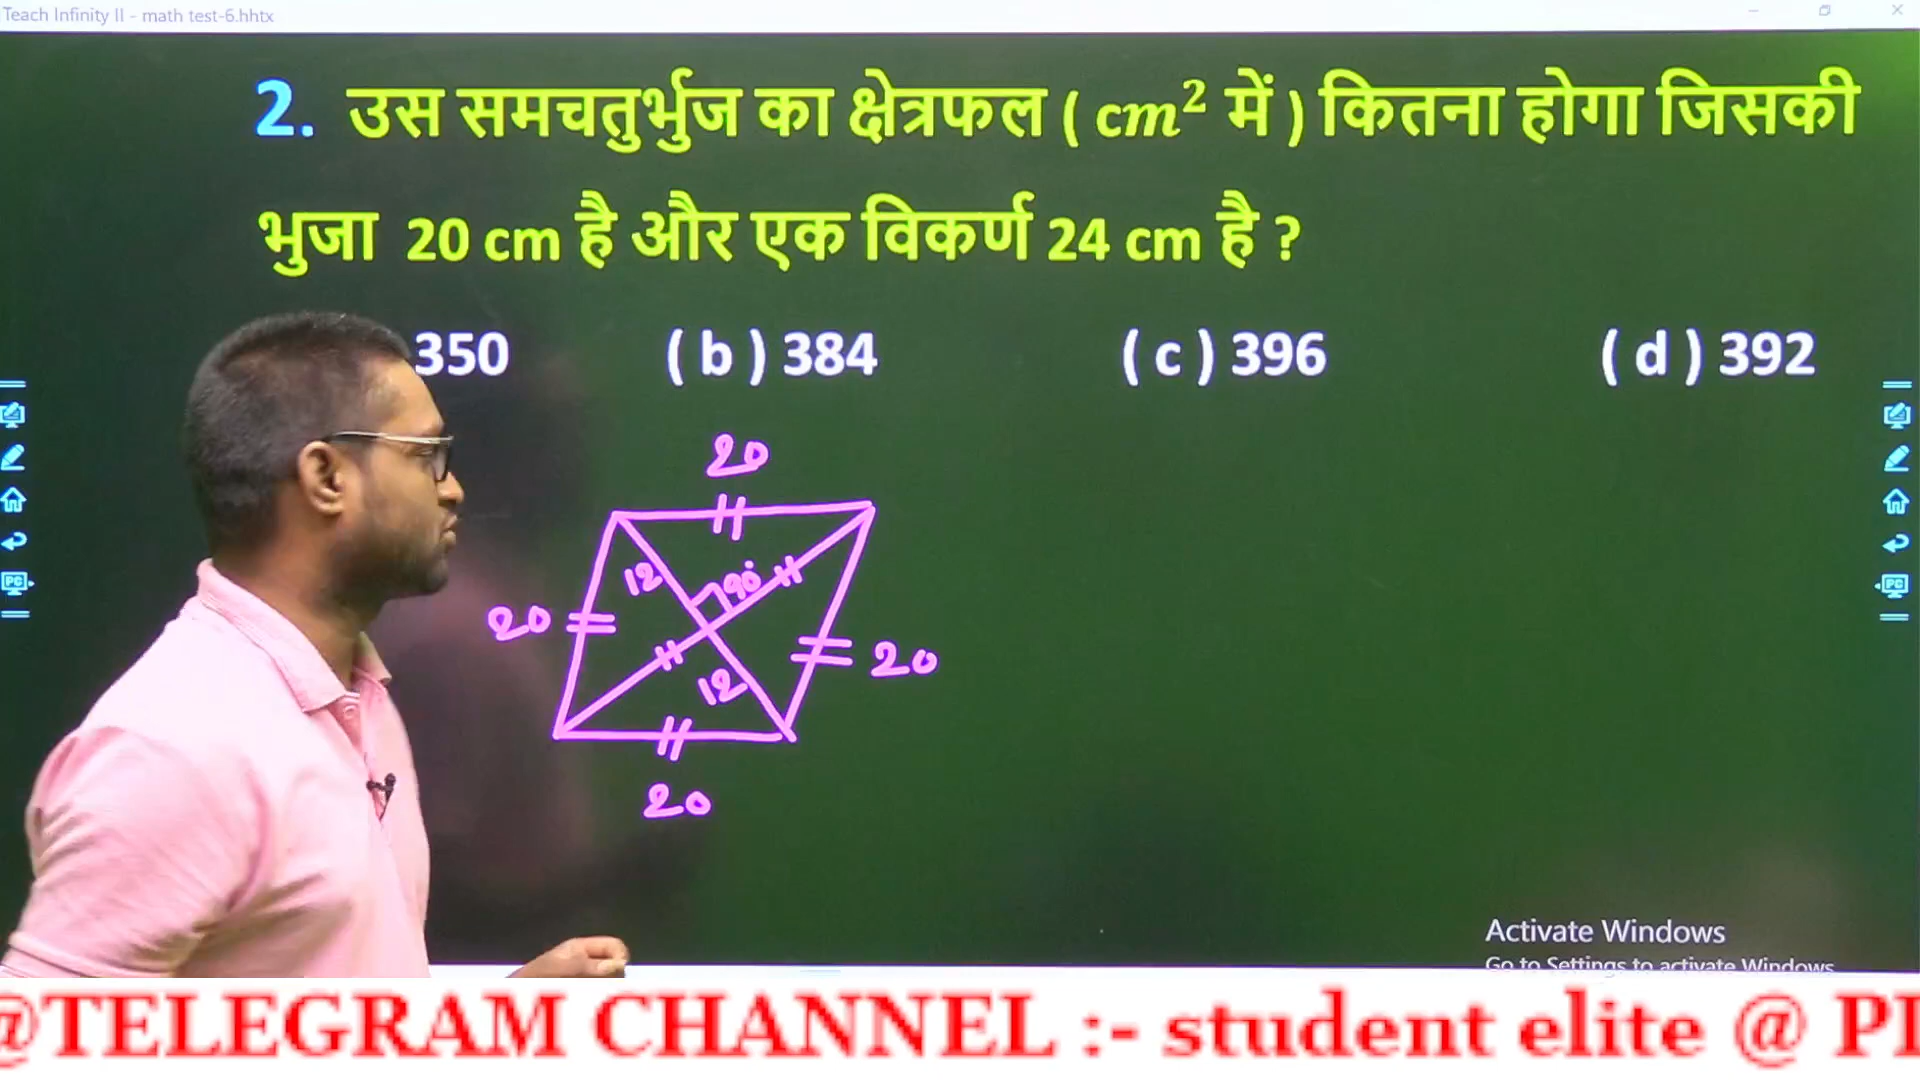 Teach Infinity II - math test-6.hhtx
2. उस समचतुर्भुज का क्षेत्रफल ( cm² में ) कितना होगा जिसकी
भुजा 20 cm है और एक विकर्ण 24 cm है ?
350 ( b ) 384 ( c ) 396 ( d ) 392
20
12 90°
20
20
12
20
PC
PC
Activate Windows
Go to Settings to activate Windows
@TELEGRAM CHANNEL :- student elite @